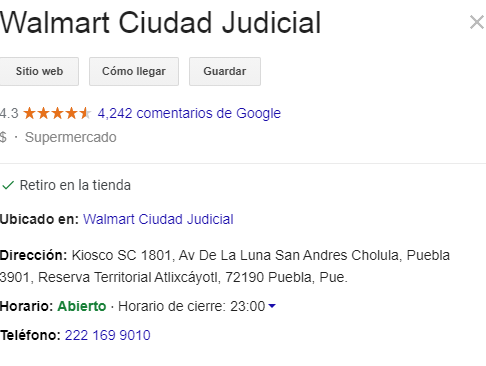 Walmart Ciudad Judicial
Sitio web
Cómo llegar
Guardar
4.3 4,242 comentarios de Google
$ · Supermercado
Retiro en la tienda
Ubicado en: Walmart Ciudad Judicial
Dirección: Kiosco SC 1801, Av De La Luna San Andres Cholula, Puebla
3901, Reserva Territorial Atlixcáyotl, 72190 Puebla, Pue.
Horario: Abierto · Horario de cierre: 23:00
Teléfono: 222 169 9010